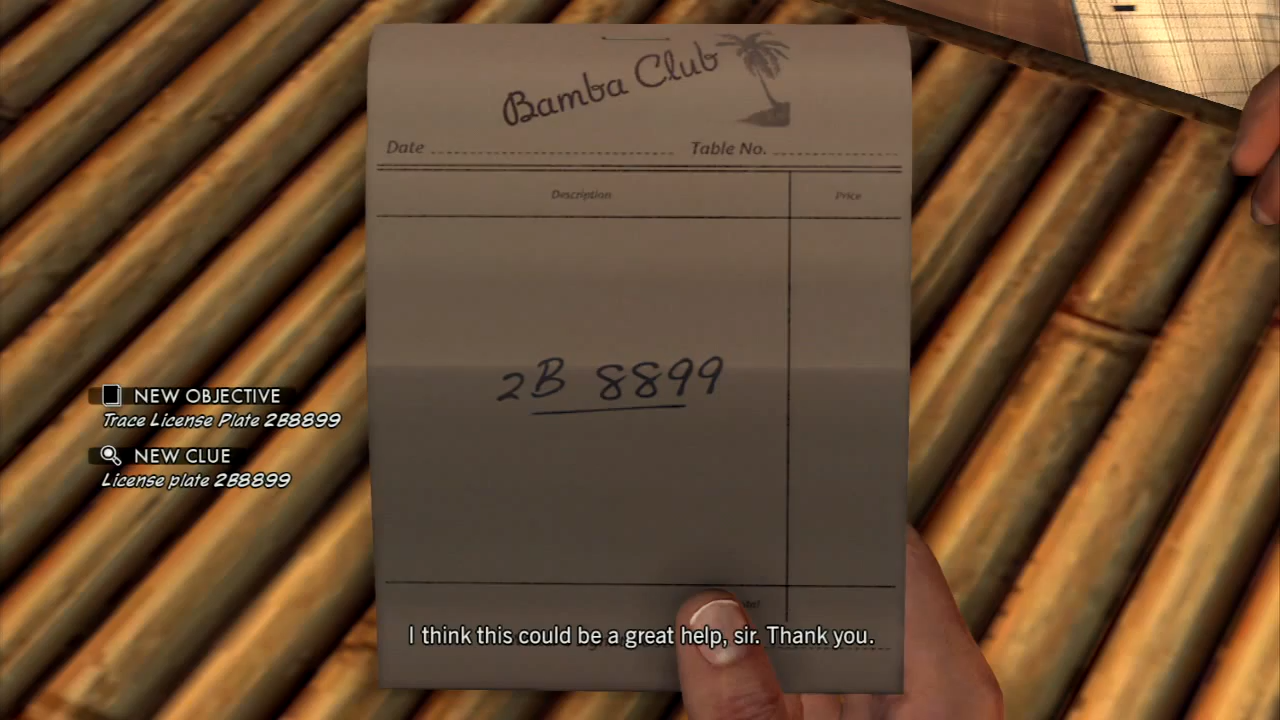 Bamba Club
Date
Table No.
Description
Price
2B 8899
NEW OBJECTIVE
Trace License Plate 2B8899
NEW CLUE
License plate 2B8899
I think this could be a great help, sir. Thank you.